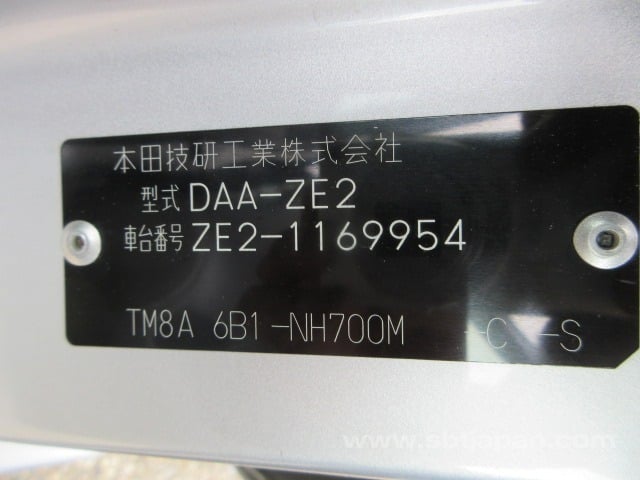 本田技研工業株式会社
型式 DAA-ZE2
車台番号 ZE2-1169954
TM8A 6B1-NH700M -C -S
www.sbtjapan.com